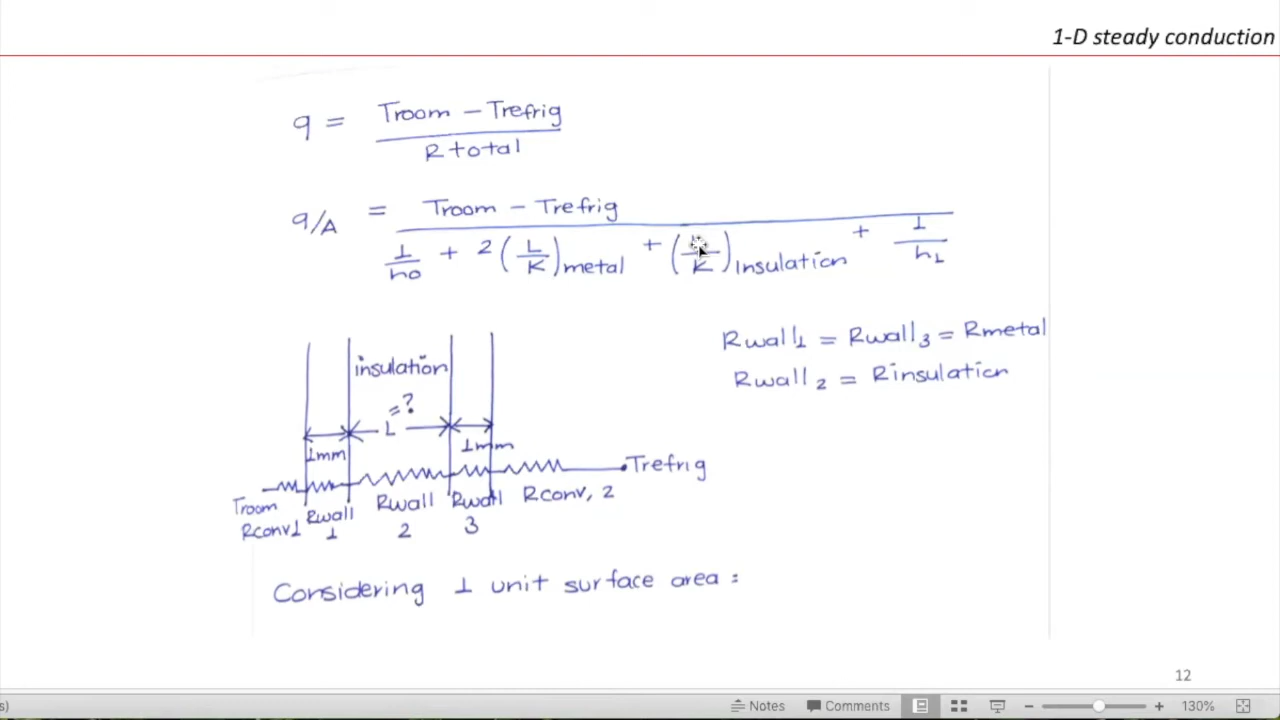 1-D steady conduction
q = Troom - Trefrig
Rtotal
q/A = Troom - Trefrig
1/ho + 2(L/K)metal + (L/K)Insulation + 1/h1
Rwall1 = Rwall3 = Rmetal
Rwall2 = Rinsulation
insulation
=?
L
1mm
1mm
Trefrig
Troom
Rconv1
Rwall 1
Rwall 2
Rwall 3
Rconv, 2
Considering 1 unit surface area:
12
s)
Notes
Comments
130%